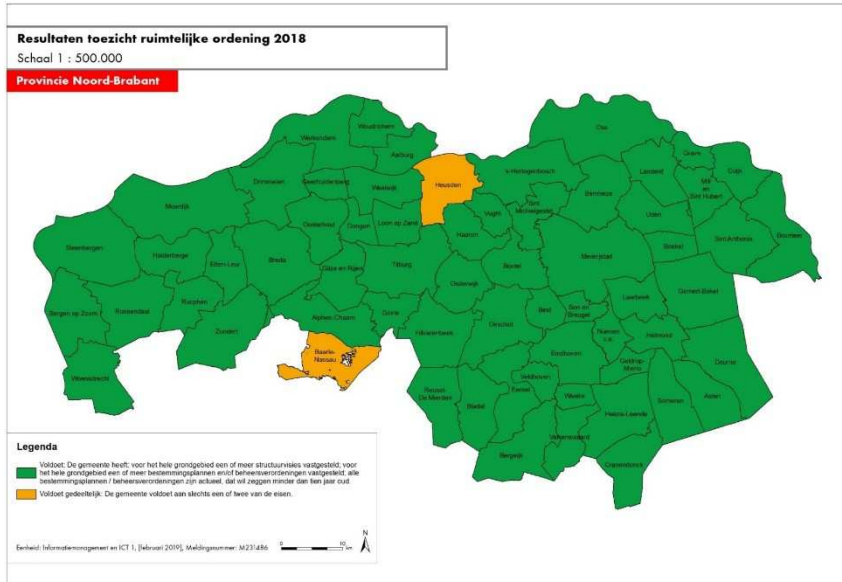 Resultaten toezicht ruimtelijke ordening 2018
Schaal 1 : 500.000
Provincie Noord-Brabant
Woudrichem
Werkendam
Aalburg
Oss
Heusden
's-Hertogenbosch
Grave
Landerd
Cuijk
Mill
en
Sint Hubert
Drimmelen
Geertruidenberg
Waalwijk
Bernheze
Sint
Michielsgestel
Vught
Uden
Boxmeer
Moerdijk
Oosterhout
Dongen
Loon op Zand
Haaren
Boekel
Sint Anthonis
Steenbergen
Halderberge
Etten-Leur
Breda
Gilze en Rijen
Tilburg
Meierijstad
Boxtel
Oisterwijk
Gemert-Bakel
Laarbeek
Bergen op Zoom
Roosendaal
Rucphen
Zundert
Alphen-Chaam
Goirle
Hilvarenbeek
Oirschot
Best
Son en
Breugel
Nuenen
c.a.
Helmond
Baarle-
Nassau
Eindhoven
Geldrop-
Mierlo
Deurne
Woensdrecht
Reusel-
De Mierden
Bladel
Eersel
Veldhoven
Waalre
Heeze-Leende
Someren
Asten
Valkenswaard
Bergeijk
Cranendonck
Legenda
Voldoet: De gemeente heeft: voor het hele grondgebied een of meer structuurvisies vastgesteld; voor
het hele grondgebied een of meer bestemmingsplannen en/of beheersverordeningen vastgesteld; alle
bestemmingsplannen / beheersverordeningen zijn actueel, dat wil zeggen minder dan tien jaar oud.
Voldoet gedeeltelijk: De gemeente voldoet aan slechts een of twee van de eisen.
Eenheid: Informatiemanagement en ICT 1, [februari 2019], Meldingsnummer: M231486
0 10
km
N